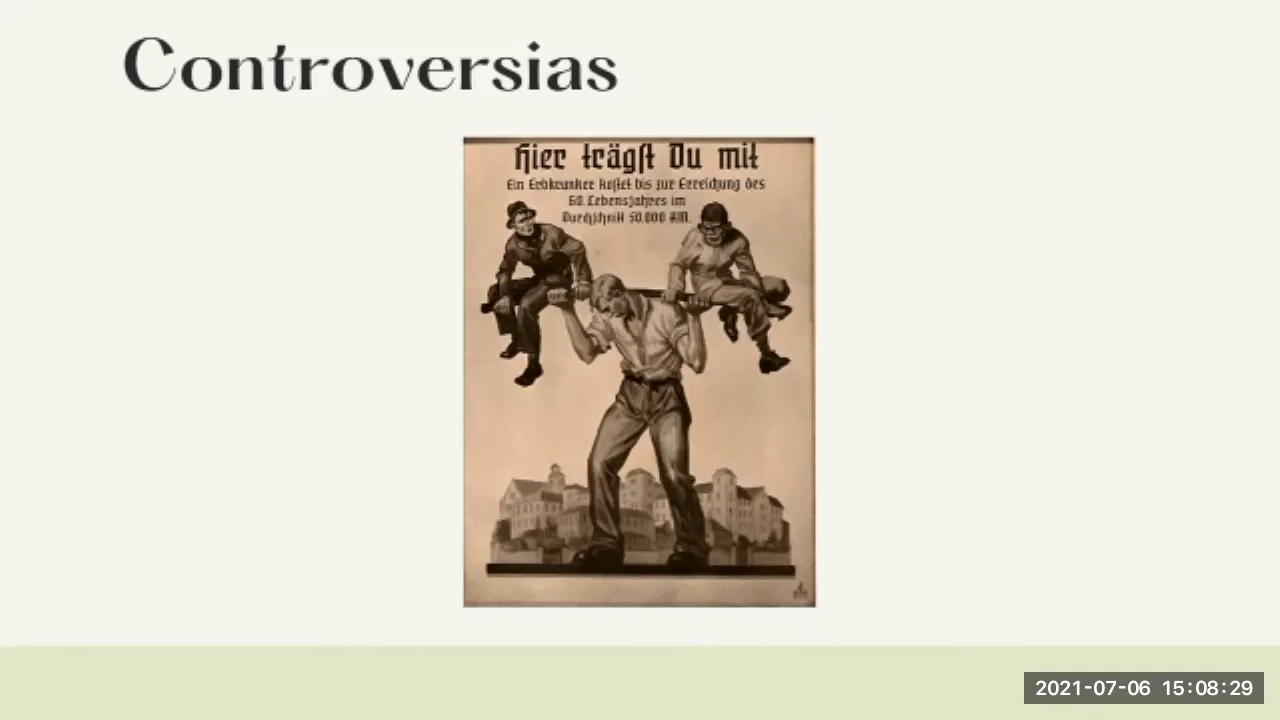 Controversias
Hier trägst Du mit
Ein Erbkranker kostet bis zur Erreichung des
60. Lebensjahres im
Durchschnitt 50.000 RM.
2021-07-06 15:08:29